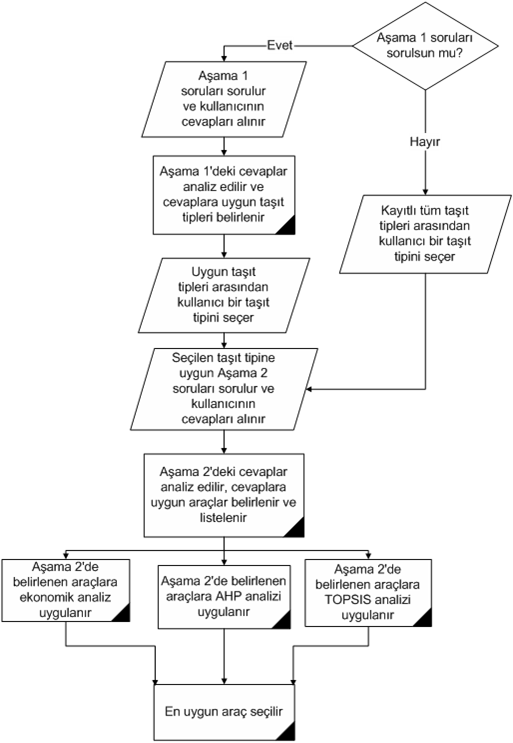 Aşama 1 soruları
sorulsun mu?
Evet
Hayır
Aşama 1
soruları sorulur
ve kullanıcının
cevapları alınır
Aşama 1'deki cevaplar
analiz edilir ve
cevaplara uygun taşıt
tipleri belirlenir
Kayıtlı tüm taşıt
tipleri arasından
kullanıcı bir taşıt
tipini seçer
Uygun taşıt
tipleri arasından
kullanıcı bir taşıt
tipini seçer
Seçilen taşıt tipine
uygun Aşama 2
soruları sorulur ve
kullanıcının
cevapları alınır
Aşama 2'deki cevaplar
analiz edilir, cevaplara
uygun araçlar belirlenir ve
listelenir
Aşama 2'de
belirlenen araçlara
ekonomik analiz
uygulanır
Aşama 2'de belirlenen
araçlara AHP analizi
uygulanır
Aşama 2'de
belirlenen araçlara
TOPSIS analizi
uygulanır
En uygun araç seçilir